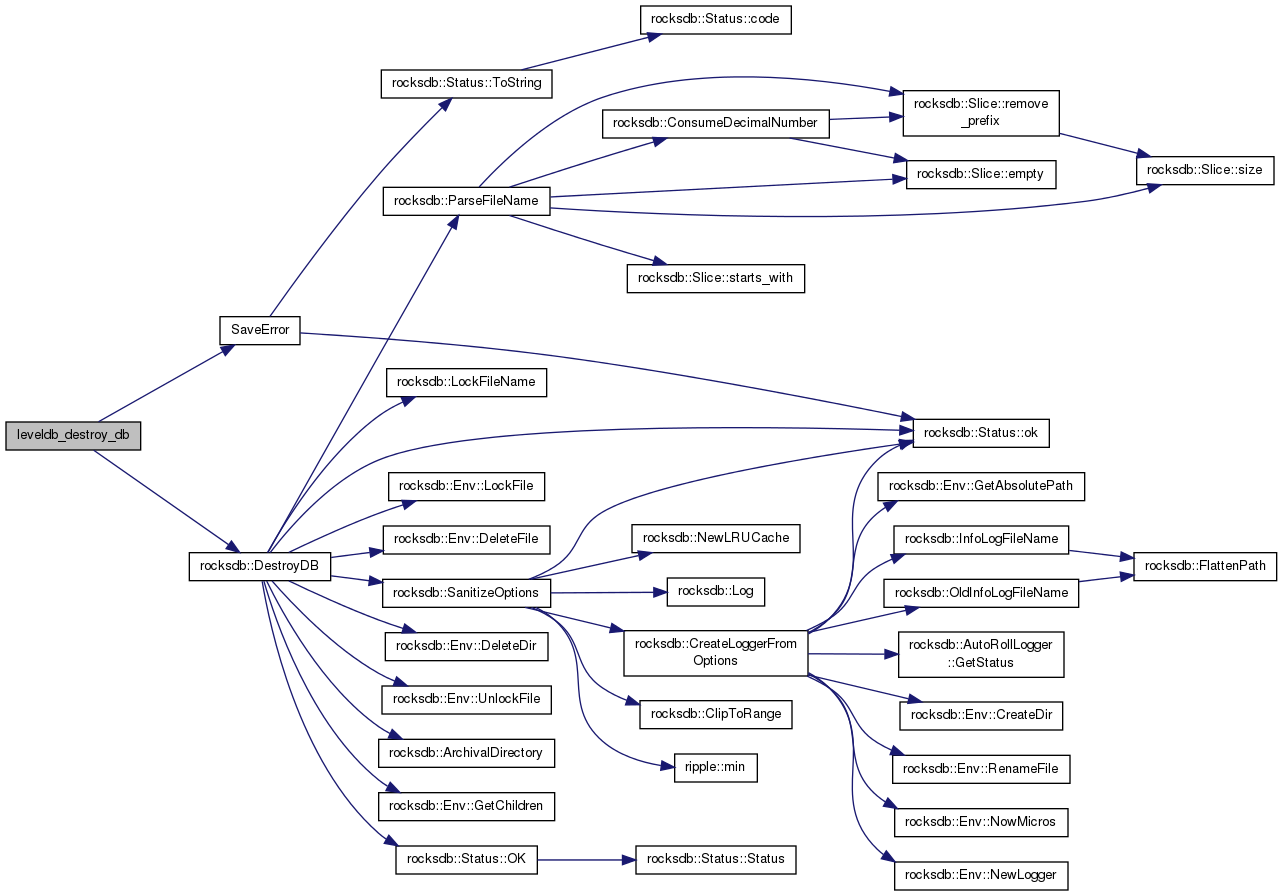 rocksdb::Status::code
rocksdb::Status::ToString
rocksdb::Slice::remove
_prefix
rocksdb::ConsumeDecimalNumber
rocksdb::Slice::size
rocksdb::Slice::empty
rocksdb::ParseFileName
rocksdb::Slice::starts_with
SaveError
rocksdb::LockFileName
leveldb_destroy_db
rocksdb::Status::ok
rocksdb::Env::LockFile
rocksdb::Env::GetAbsolutePath
rocksdb::Env::DeleteFile
rocksdb::NewLRUCache
rocksdb::InfoLogFileName
rocksdb::DestroyDB
rocksdb::FlattenPath
rocksdb::SanitizeOptions
rocksdb::Log
rocksdb::OldInfoLogFileName
rocksdb::Env::DeleteDir
rocksdb::CreateLoggerFrom
Options
rocksdb::AutoRollLogger
::GetStatus
rocksdb::Env::UnlockFile
rocksdb::ClipToRange
rocksdb::Env::CreateDir
rocksdb::ArchivalDirectory
ripple::min
rocksdb::Env::RenameFile
rocksdb::Env::GetChildren
rocksdb::Env::NowMicros
rocksdb::Status::OK
rocksdb::Status::Status
rocksdb::Env::NewLogger